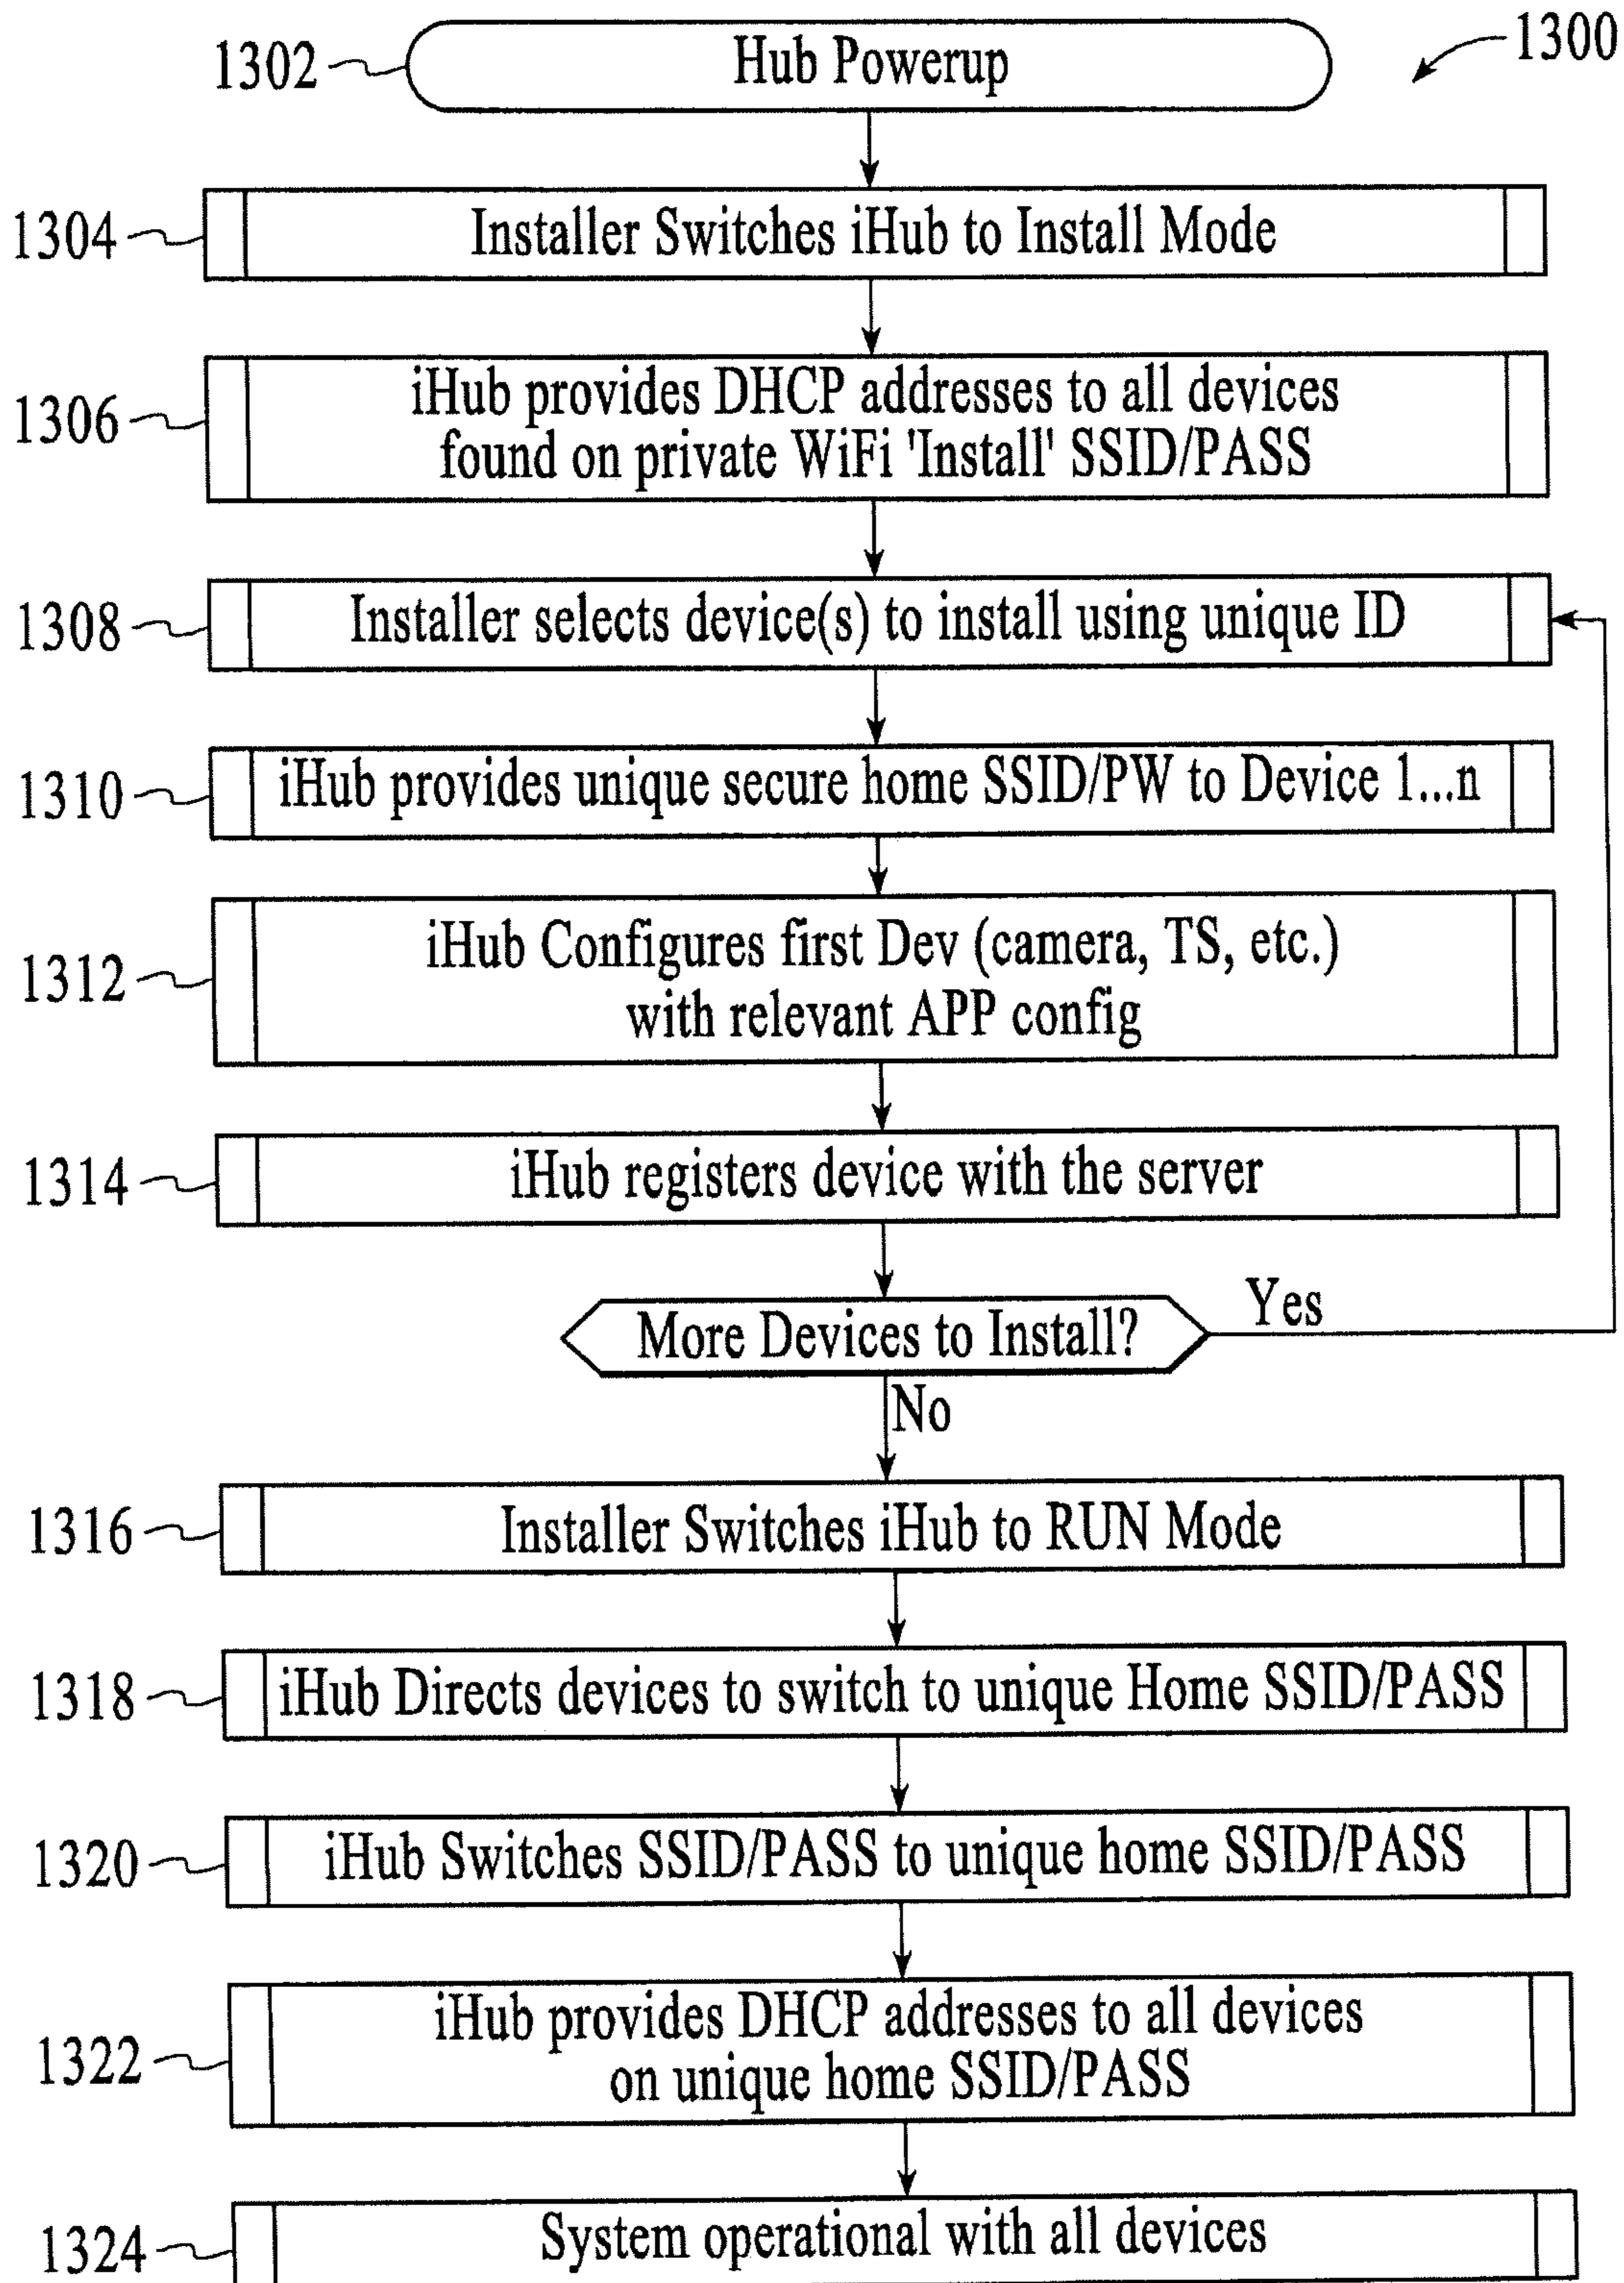 1300
1302
Hub Powerup
1304
Installer Switches iHub to Install Mode
1306
iHub provides DHCP addresses to all devices
found on private WiFi 'Install' SSID/PASS
1308
Installer selects device(s) to install using unique ID
1310
iHub provides unique secure home SSID/PW to Device 1...n
1312
iHub Configures first Dev (camera, TS, etc.)
with relevant APP config
1314
iHub registers device with the server
More Devices to Install?
Yes
No
1316
Installer Switches iHub to RUN Mode
1318
iHub Directs devices to switch to unique Home SSID/PASS
1320
iHub Switches SSID/PASS to unique home SSID/PASS
1322
iHub provides DHCP addresses to all devices
on unique home SSID/PASS
1324
System operational with all devices